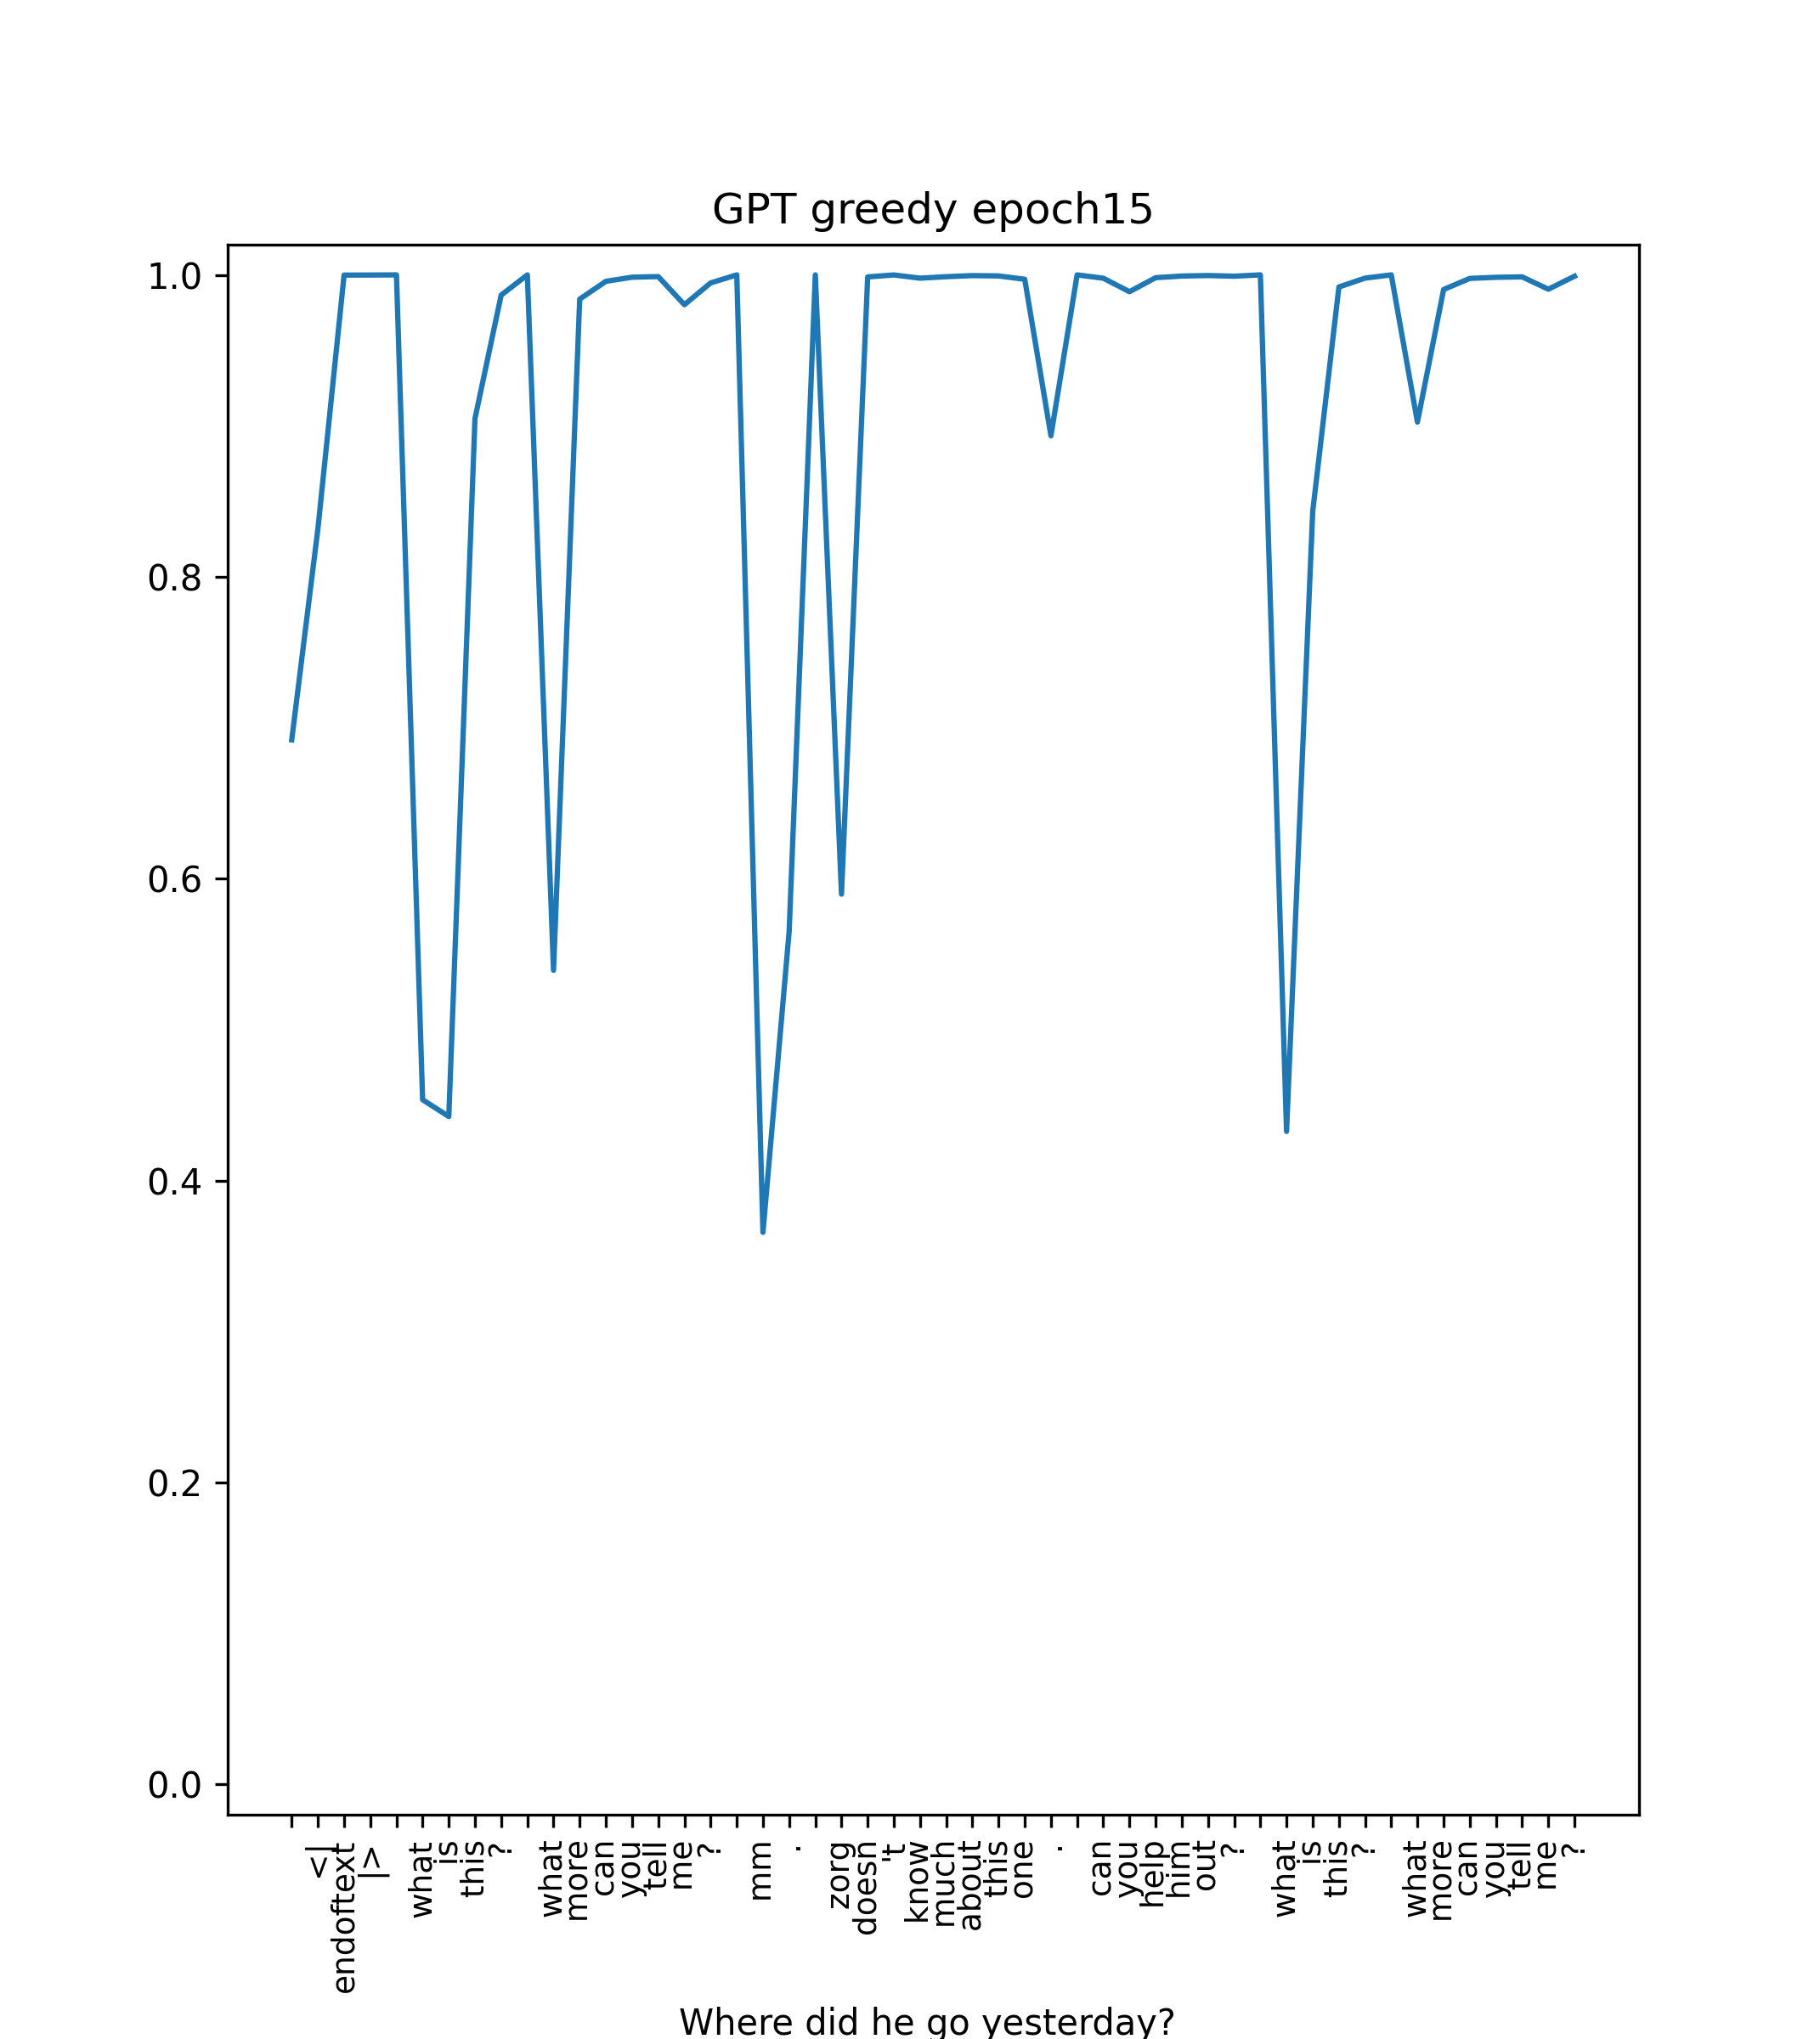 GPT greedy epoch15
1.0
0.8
0.6
0.4
0.2
0.0
<|
endoftext
|>
what
is
this
?
what
more
can
you
tell
me
?
mm
.
zorg
doesn
't
know
much
about
this
one
.
can
you
help
him
out
?
what
is
this
?
what
more
can
you
tell
me
?
Where did he go yesterday?